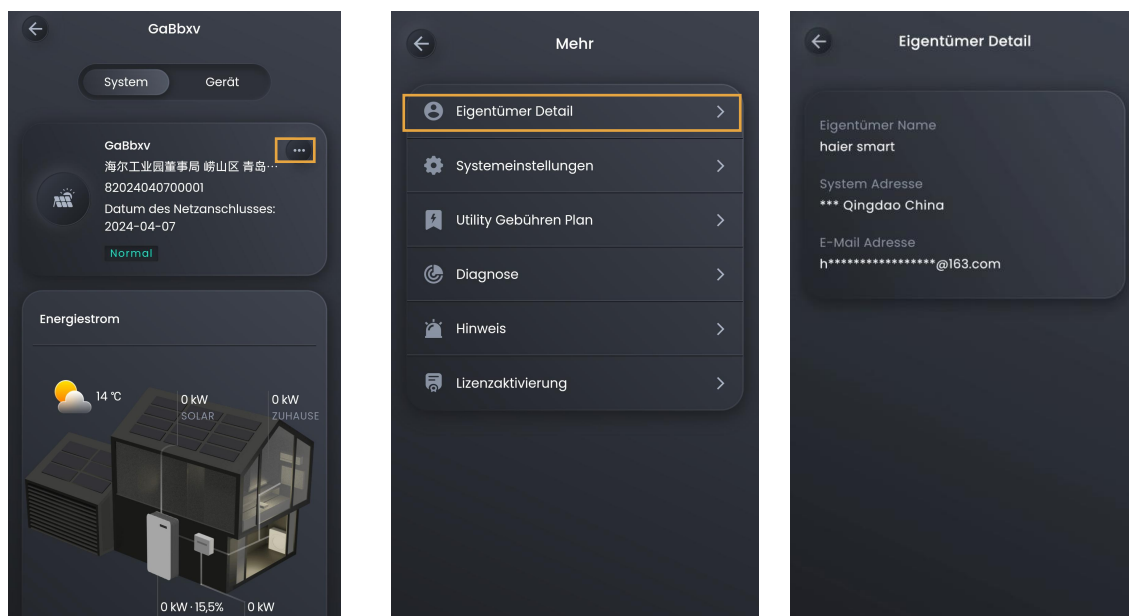 GaBbxv
System
Gerät
GaBbxv
海尔工业园董事局 崂山区 青岛…
82024040700001
Datum des Netzanschlusses:
2024-04-07
Normal
Energiestrom
14 °C
0 kW
SOLAR
0 kW
ZUHAUSE
0 kW · 15,5%
0 kW
Mehr
Eigentümer Detail
Systemeinstellungen
Utility Gebühren Plan
Diagnose
Hinweis
Lizenzaktivierung
Eigentümer Detail
Eigentümer Name
haier smart
System Adresse
*** Qingdao China
E-Mail Adresse
h*****************@163.com